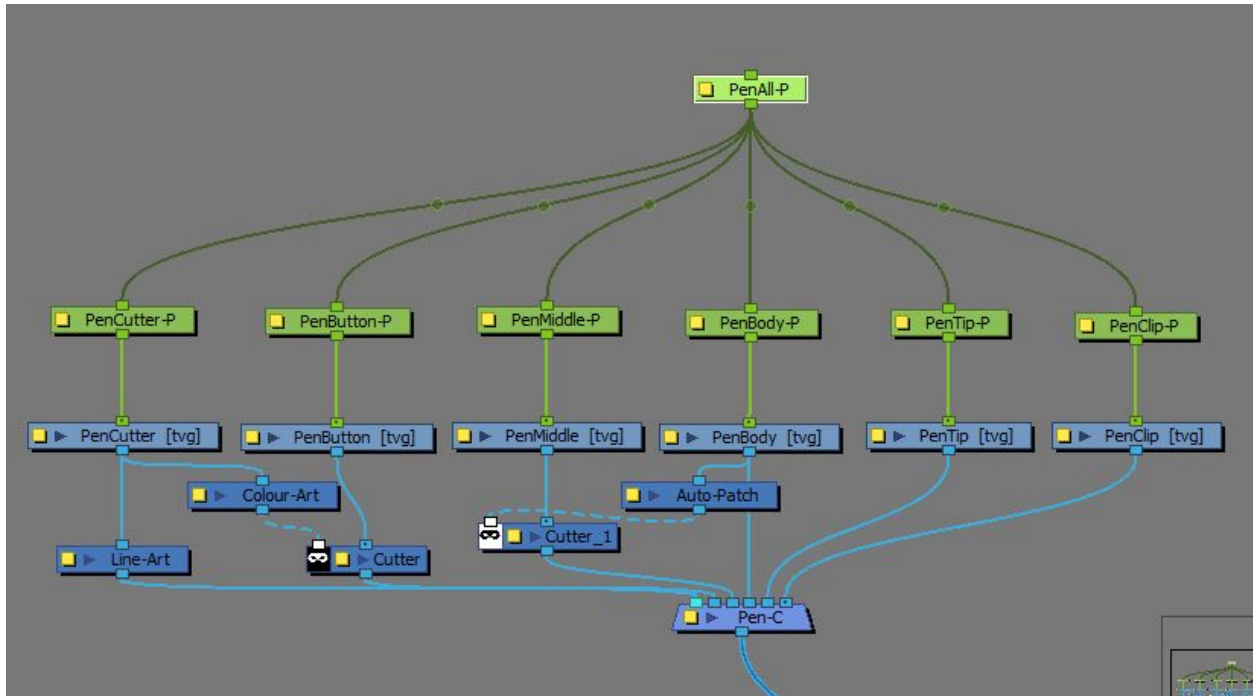 PenAll-P
PenCutter-P
PenButton-P
PenMiddle-P
PenBody-P
PenTip-P
PenClip-P
PenCutter [tvg]
PenButton [tvg]
PenMiddle [tvg]
PenBody [tvg]
PenTip [tvg]
PenClip [tvg]
Colour-Art
Auto-Patch
Line-Art
Cutter
Cutter_1
Pen-C